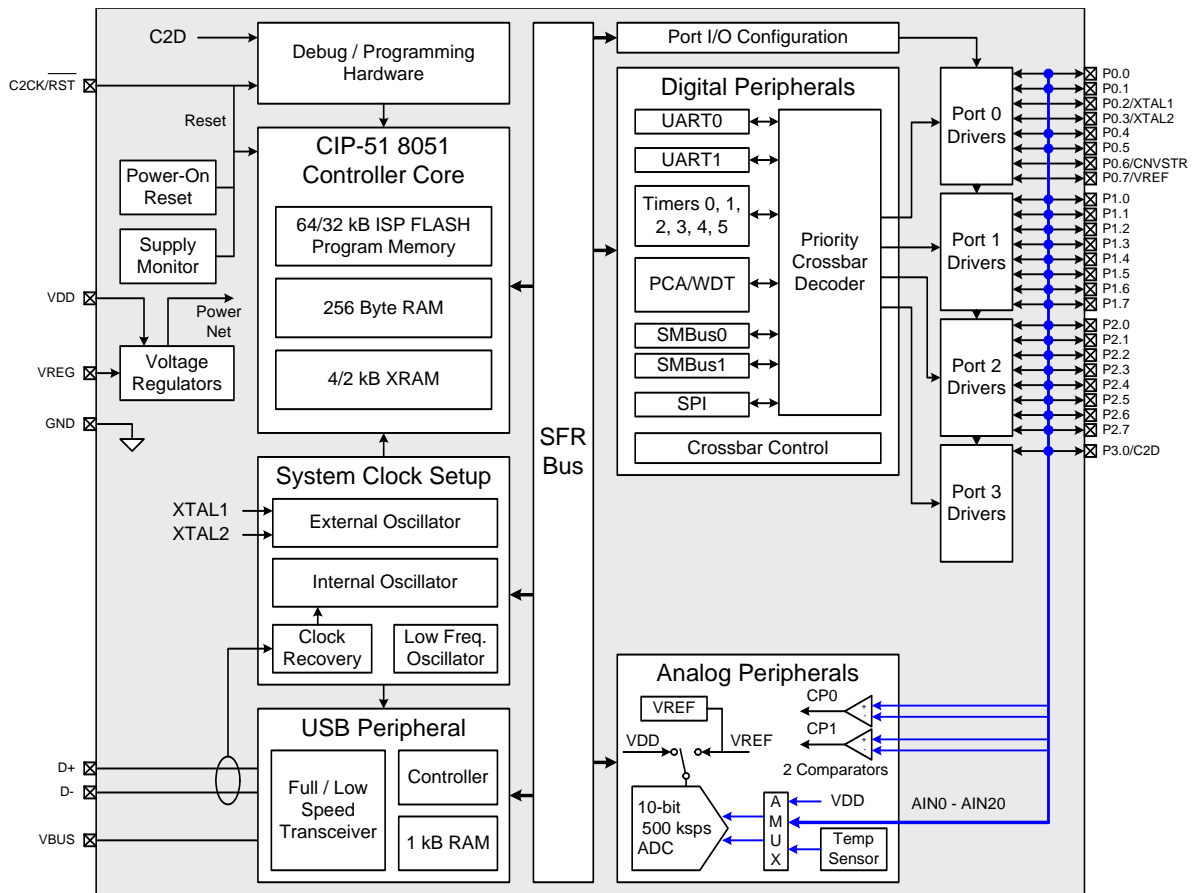 C2D
C2CK/RST
Debug / Programming
Hardware
Reset
Power-On
Reset
Supply
Monitor
VDD
Power
Net
VREG
Voltage
Regulators
GND
CIP-51 8051
Controller Core
64/32 kB ISP FLASH
Program Memory
256 Byte RAM
4/2 kB XRAM
System Clock Setup
XTAL1
XTAL2
External Oscillator
Internal Oscillator
Clock
Recovery
Low Freq.
Oscillator
USB Peripheral
D+
D-
VBUS
Full / Low
Speed
Transceiver
Controller
1 kB RAM
SFR
Bus
Port I/O Configuration
Digital Peripherals
UART0
UART1
Timers 0, 1,
2, 3, 4, 5
PCA/WDT
SMBus0
SMBus1
SPI
Priority
Crossbar
Decoder
Crossbar Control
Port 0
Drivers
Port 1
Drivers
Port 2
Drivers
Port 3
Drivers
P0.0
P0.1
P0.2/XTAL1
P0.3/XTAL2
P0.4
P0.5
P0.6/CNVSTR
P0.7/VREF
P1.0
P1.1
P1.2
P1.3
P1.4
P1.5
P1.6
P1.7
P2.0
P2.1
P2.2
P2.3
P2.4
P2.5
P2.6
P2.7
P3.0/C2D
Analog Peripherals
VREF
VDD
VREF
CP0
+
-
CP1
+
-
2 Comparators
10-bit
500 ksps
ADC
A
M
U
X
VDD
Temp
Sensor
AIN0 - AIN20